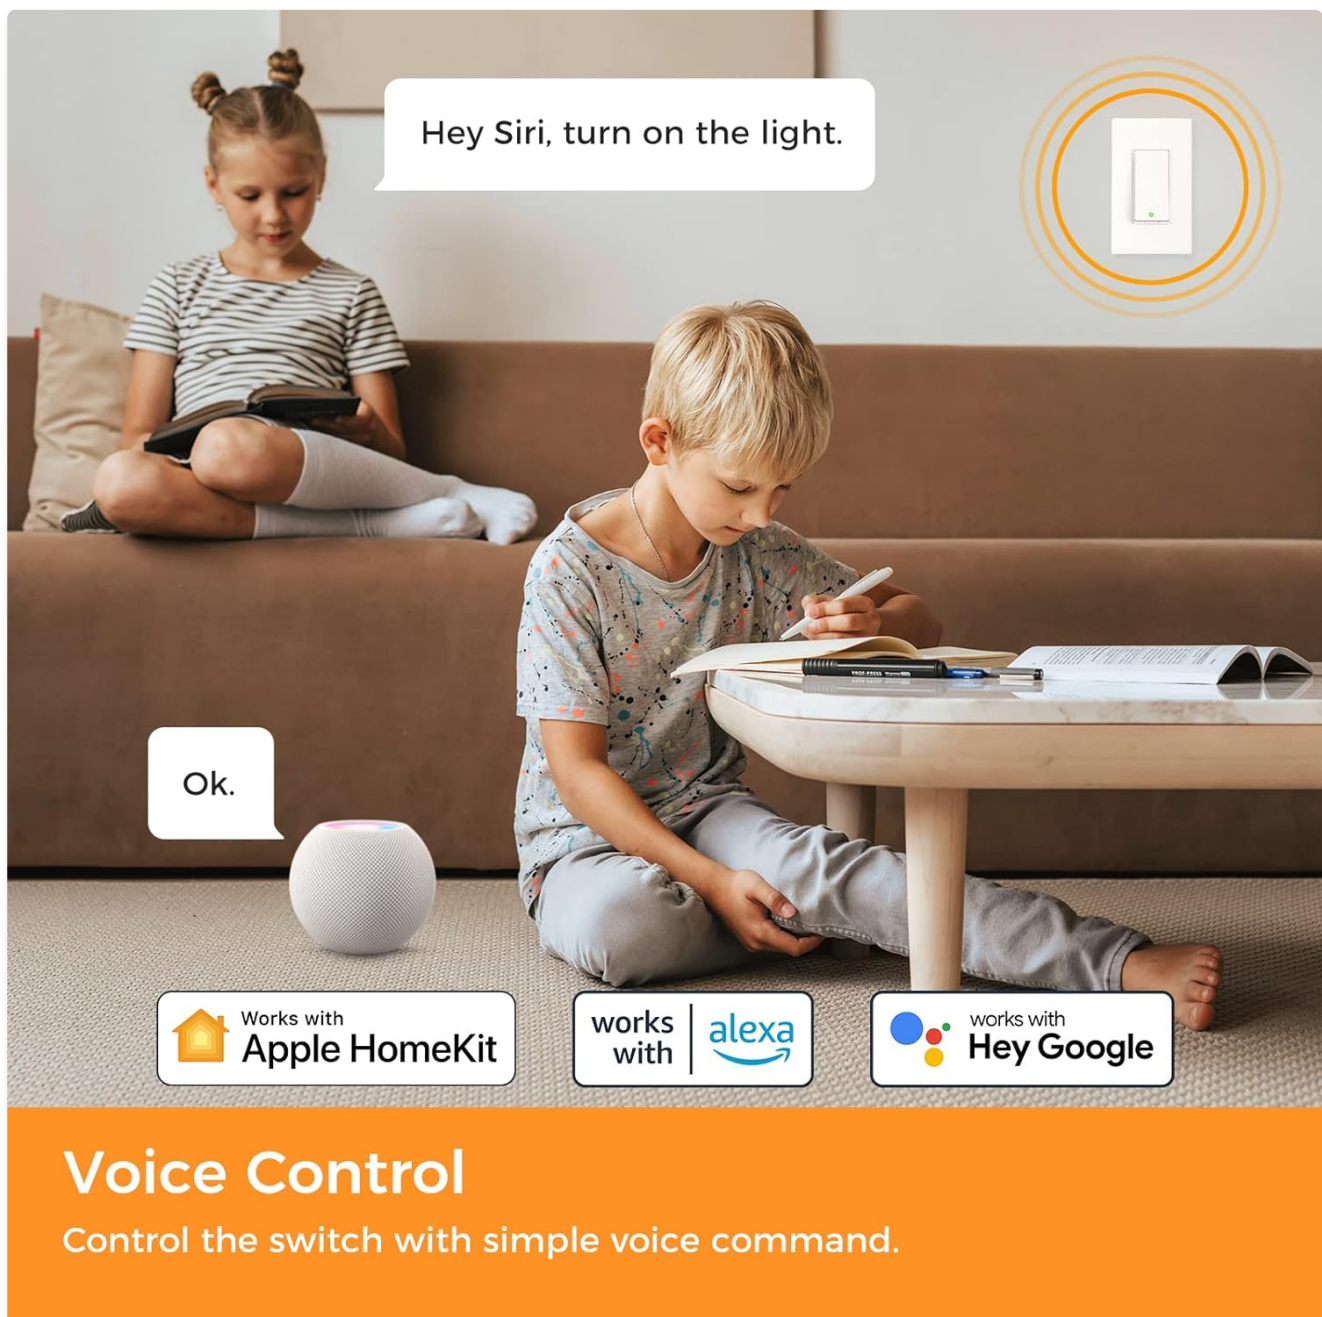 Hey Siri, turn on the light.
Ok.
Works with
Apple HomeKit
works
with
alexa
works with
Hey Google
Voice Control
Control the switch with simple voice command.